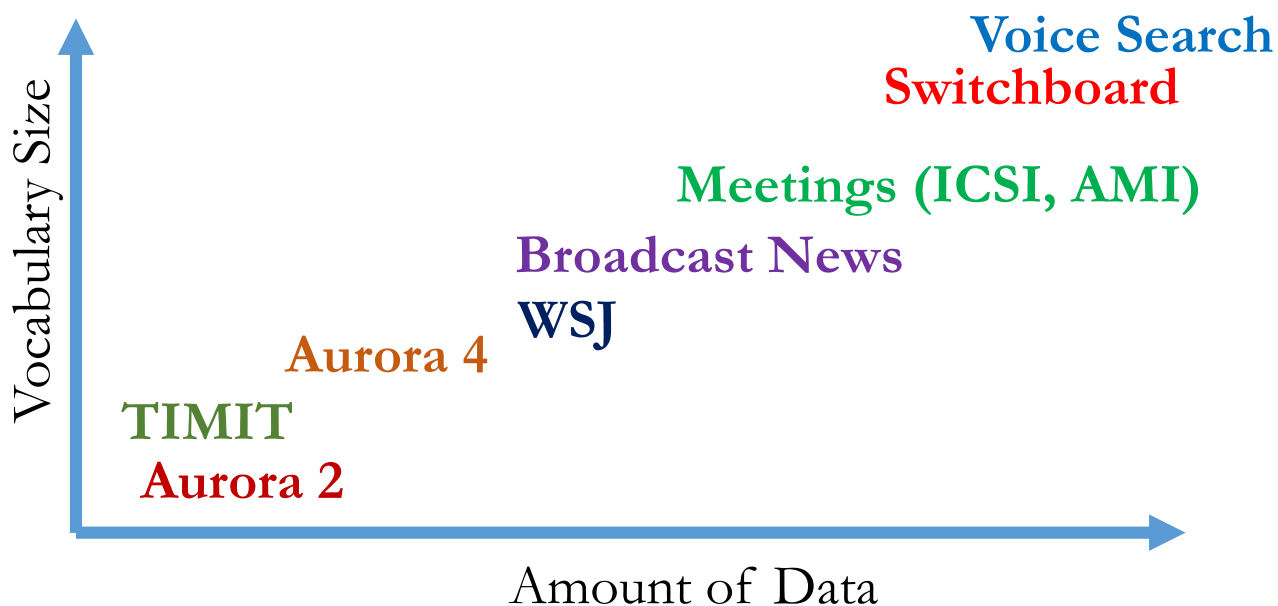 Voice Search
Switchboard
Meetings (ICSI, AMI)
Broadcast News
WSJ
Aurora 4
TIMIT
Aurora 2
Vocabulary Size
Amount of Data